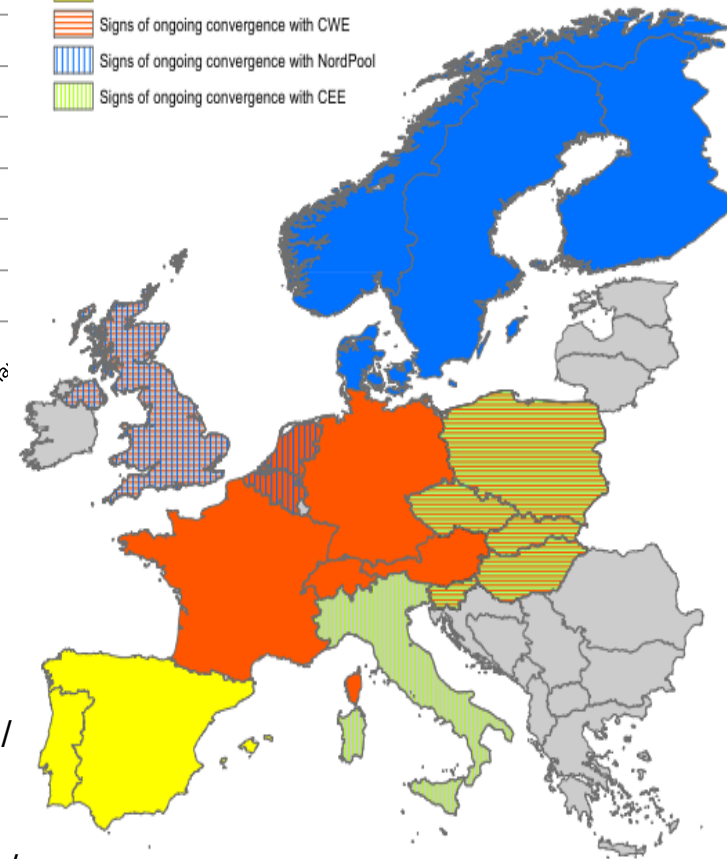 Signs of ongoing convergence with CWE
Signs of ongoing convergence with NordPool
Signs of ongoing convergence with CEE
/